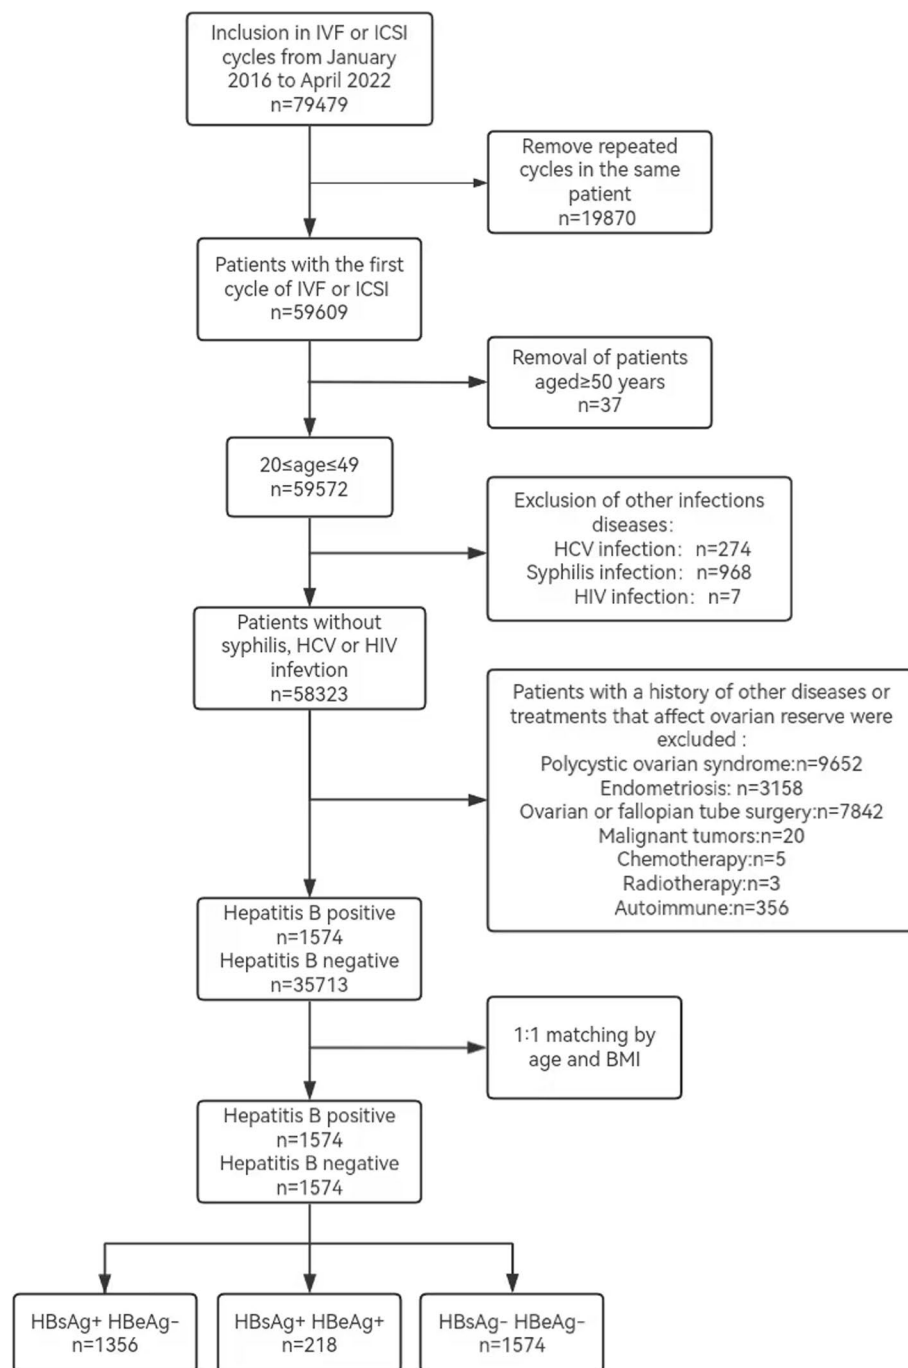 Inclusion in IVF or ICSI
cycles from January
2016 to April 2022
n=79479
Remove repeated
cycles in the same
patient
n=19870
Patients with the first
cycle of IVF or ICSI
n=59609
Removal of patients
aged≥50 years
n=37
20≤age≤49
n=59572
Exclusion of other infections
diseases:
HCV infection: n=274
Syphilis infection: n=968
HIV infection: n=7
Patients without
syphilis, HCV or HIV
infevtion
n=58323
Patients with a history of other diseases or
treatments that affect ovarian reserve were
excluded :
Polycystic ovarian syndrome:n=9652
Endometriosis: n=3158
Ovarian or fallopian tube surgery:n=7842
Malignant tumors:n=20
Chemotherapy:n=5
Radiotherapy:n=3
Autoimmune:n=356
Hepatitis B positive
n=1574
Hepatitis B negative
n=35713
1:1 matching by
age and BMI
Hepatitis B positive
n=1574
Hepatitis B negative
n=1574
HBsAg+ HBeAg-
n=1356
HBsAg+ HBeAg+
n=218
HBsAg- HBeAg-
n=1574